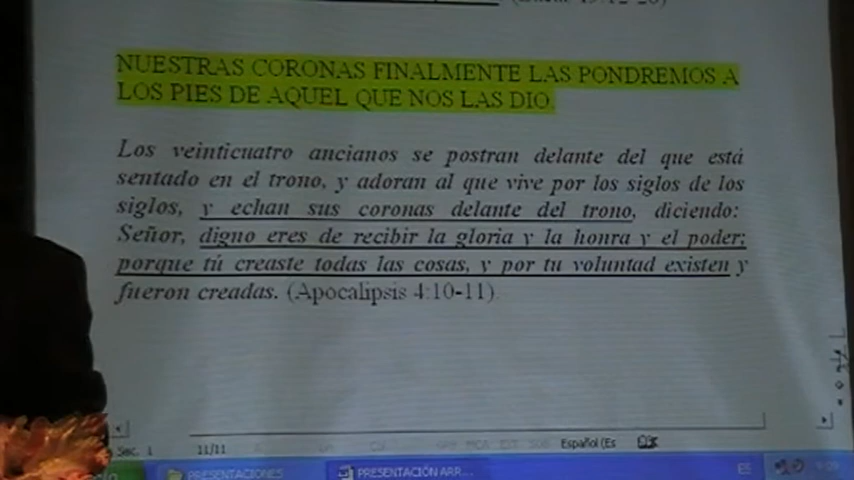 NUESTRAS CORONAS FINALMENTE LAS PONDREMOS A
LOS PIES DE AQUEL QUE NOS LAS DIO.
Los veinticuatro ancianos se postran delante del que está
sentado en el trono, y adoran al que vive por los siglos de los
siglos, y echan sus coronas delante del trono, diciendo:
Señor, digno eres de recibir la gloria y la honra y el poder;
porque tú creaste todas las cosas, y por tu voluntad existen y
fueron creadas. (Apocalipsis 4:10-11).
Sec. 1 11/11 Español (Es
PRESENTACIONES PRESENTACIÓN ARR... ES